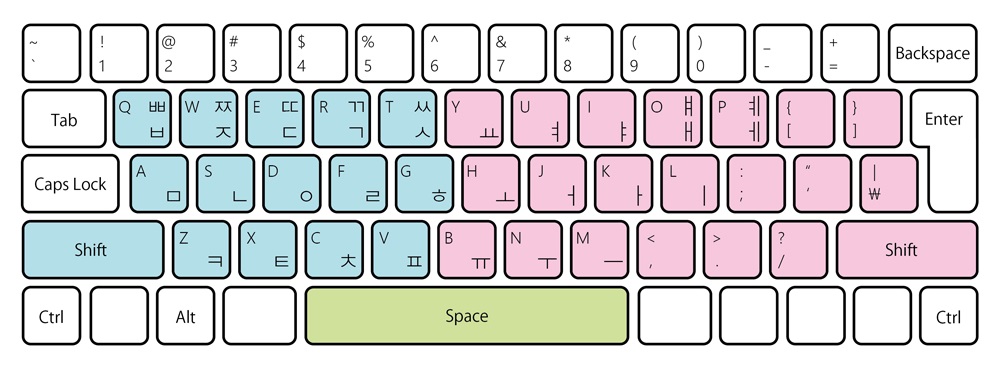 ~ ! @ # $ % ^ & * ( ) _ +
` 1 2 3 4 5 6 7 8 9 0 - = Backspace
Tab Q ㅃ W ㅉ E ㄸ R ㄲ T ㅆ Y U I O ㅒ P ㅖ { } Enter
ㅂ ㅈ ㄷ ㄱ ㅅ ㅛ ㅕ ㅑ ㅐ ㅔ [ ]
Caps Lock A S D F G H J K L : “ |
ㅁ ㄴ ㅇ ㄹ ㅎ ㅗ ㅓ ㅏ ㅣ ; ‘ ₩
Shift Z X C V B N M < > ? Shift
ㅋ ㅌ ㅊ ㅍ ㅠ ㅜ ㅡ , . /
Ctrl Alt Space Ctrl